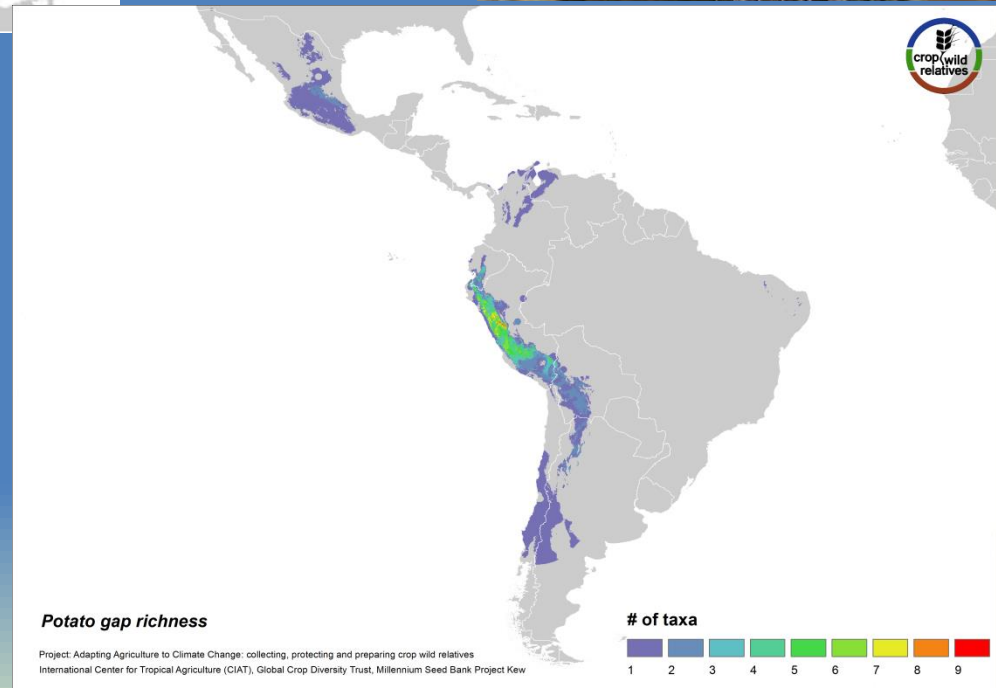 crop wild
relatives
Potato gap richness
Project: Adapting Agriculture to Climate Change: collecting, protecting and preparing crop wild relatives
International Center for Tropical Agriculture (CIAT), Global Crop Diversity Trust, Millennium Seed Bank Project Kew
# of taxa
1 2 3 4 5 6 7 8 9